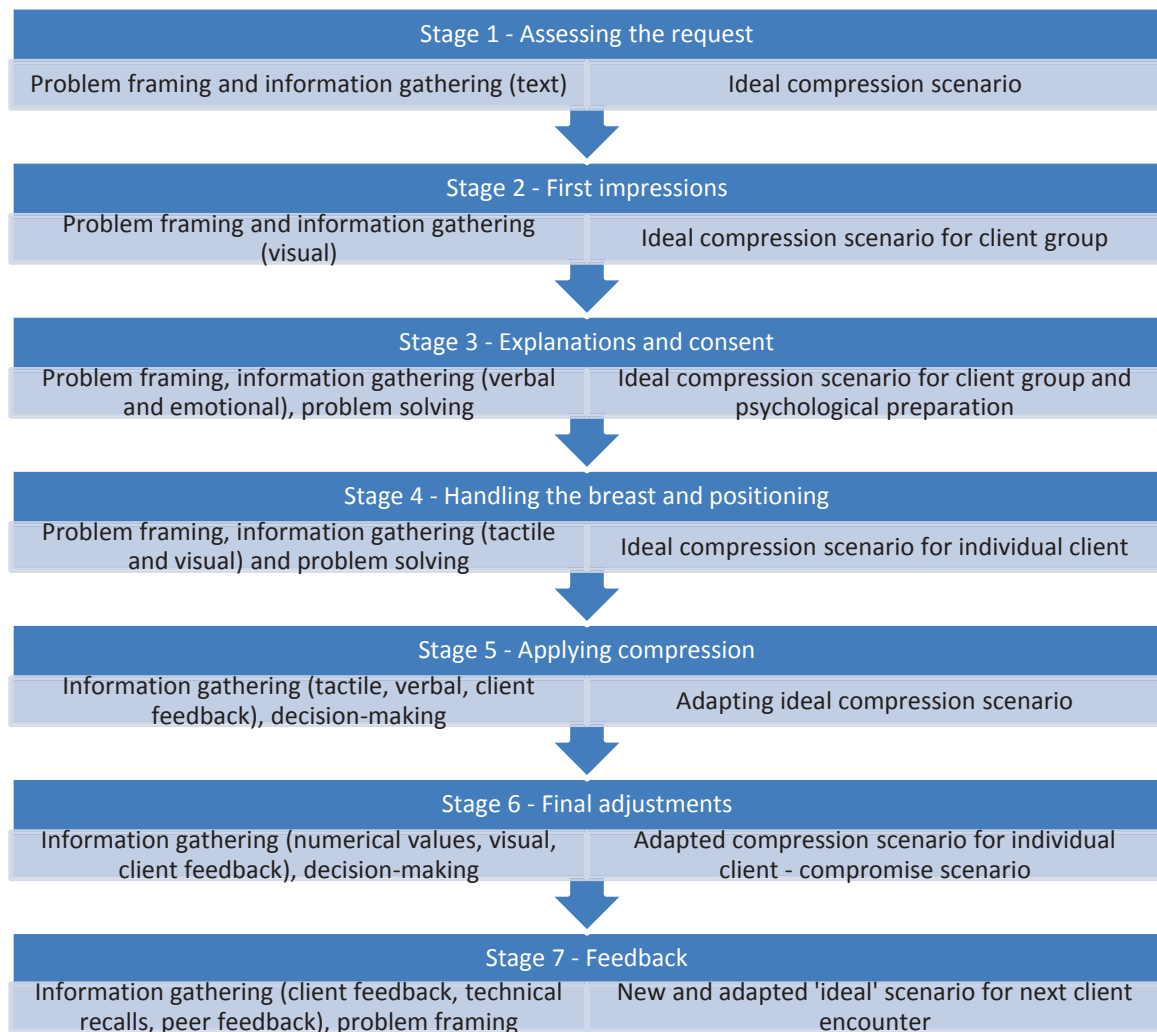 Stage 1 - Assessing the request
Problem framing and information gathering (text)
Ideal compression scenario
Stage 2 - First impressions
Problem framing and information gathering
(visual)
Ideal compression scenario for client group
Stage 3 - Explanations and consent
Problem framing, information gathering (verbal
and emotional), problem solving
Ideal compression scenario for client group and
psychological preparation
Stage 4 - Handling the breast and positioning
Problem framing, information gathering (tactile
and visual) and problem solving
Ideal compression scenario for individual client
Stage 5 - Applying compression
Information gathering (tactile, verbal, client
feedback), decision-making
Adapting ideal compression scenario
Stage 6 - Final adjustments
Information gathering (numerical values, visual,
client feedback), decision-making
Adapted compression scenario for individual
client - compromise scenario
Stage 7 - Feedback
Information gathering (client feedback, technical
recalls, peer feedback), problem framing
New and adapted 'ideal' scenario for next client
encounter